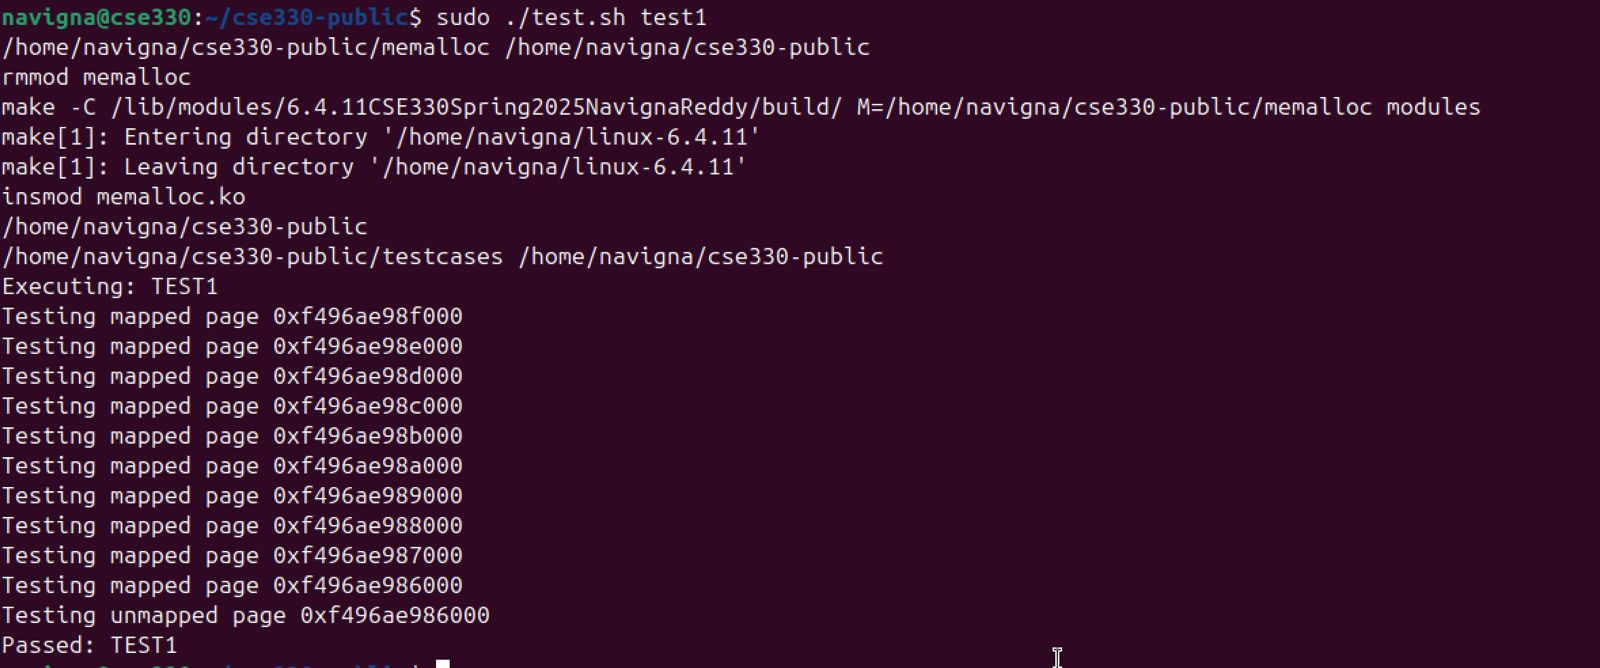 navigna@cse330:~/cse330-public$ sudo ./test.sh test1
/home/navigna/cse330-public/memalloc /home/navigna/cse330-public
rmmod memalloc
make -C /lib/modules/6.4.11CSE330Spring2025NavignaReddy/build/ M=/home/navigna/cse330-public/memalloc modules
make[1]: Entering directory '/home/navigna/linux-6.4.11'
make[1]: Leaving directory '/home/navigna/linux-6.4.11'
insmod memalloc.ko
/home/navigna/cse330-public
/home/navigna/cse330-public/testcases /home/navigna/cse330-public
Executing: TEST1
Testing mapped page 0xf496ae98f000
Testing mapped page 0xf496ae98e000
Testing mapped page 0xf496ae98d000
Testing mapped page 0xf496ae98c000
Testing mapped page 0xf496ae98b000
Testing mapped page 0xf496ae98a000
Testing mapped page 0xf496ae989000
Testing mapped page 0xf496ae988000
Testing mapped page 0xf496ae987000
Testing mapped page 0xf496ae986000
Testing unmapped page 0xf496ae986000
Passed: TEST1